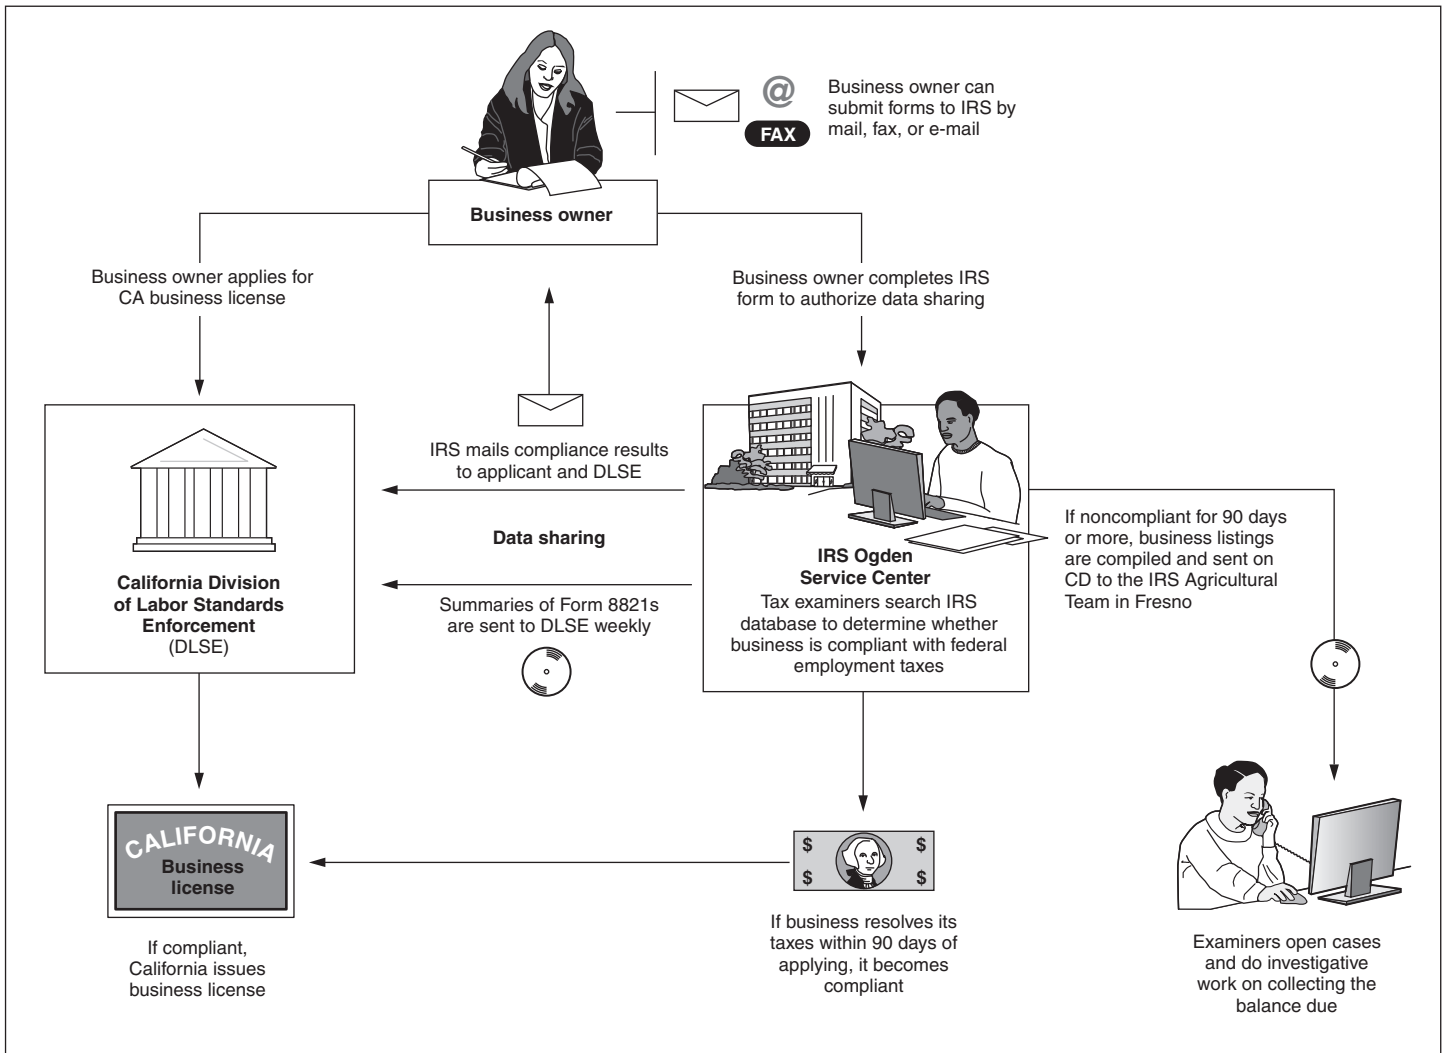 @
FAX
Business owner can
submit forms to IRS by
mail, fax, or e-mail
Business owner
Business owner applies for
CA business license
Business owner completes IRS
form to authorize data sharing
IRS mails compliance results
to applicant and DLSE
Data sharing
Summaries of Form 8821s
are sent to DLSE weekly
California Division
of Labor Standards
Enforcement
(DLSE)
IRS Ogden
Service Center
Tax examiners search IRS
database to determine whether
business is compliant with federal
employment taxes
If noncompliant for 90 days
or more, business listings
are compiled and sent on
CD to the IRS Agricultural
Team in Fresno
CALIFORNIA
Business
license
If compliant,
California issues
business license
$ $
$ $
If business resolves its
taxes within 90 days of
applying, it becomes
compliant
Examiners open cases
and do investigative
work on collecting the
balance due